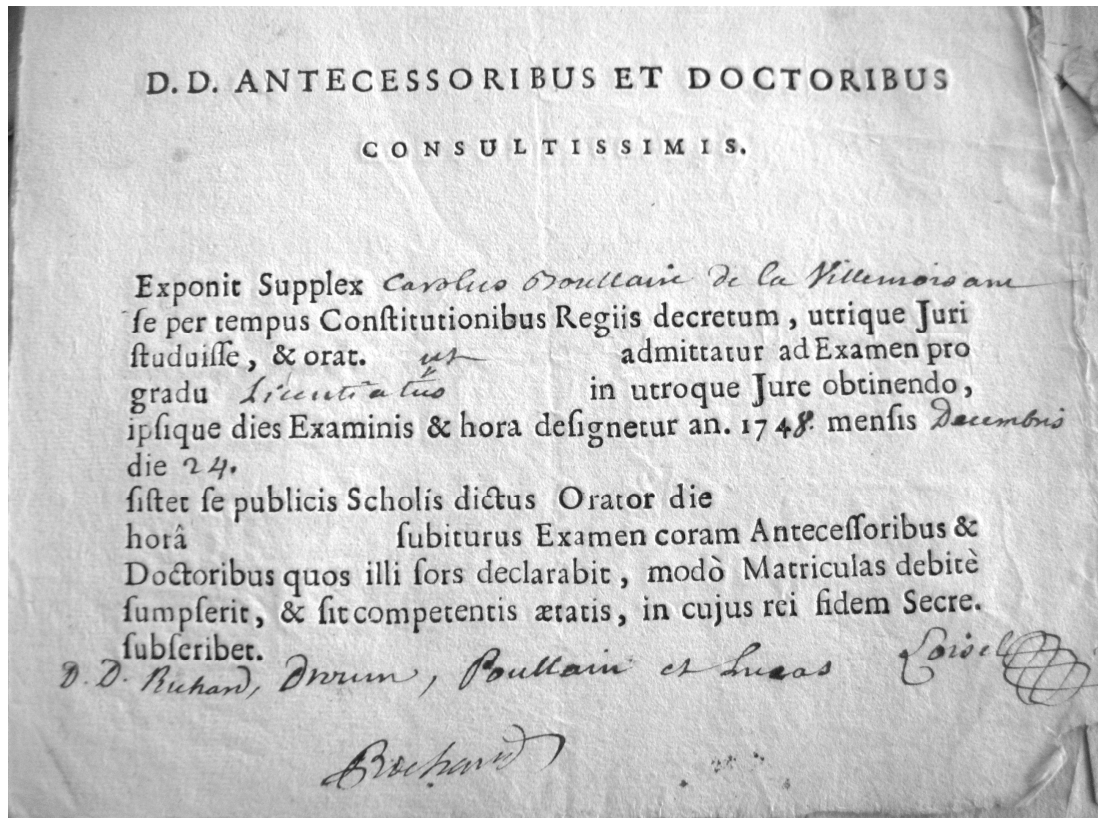 D. D. ANTECESSORIBUS ET DOCTORIBUS
CONSULTISSIMIS.
Exponit Supplex Carolus Boullain de la Villemoisane
ſe per tempus Conſtitutionibus Regiis decretum, utrique Juri
ſtuduiſſe, & orat. ut admittatur ad Examen pro
gradu Licentiatûs in utroque Jure obtinendo,
ipſique dies Examinis & hora deſignetur an. 1748. menſis Decembris
die 24.
ſiſtet ſe publicis Scholis dictus Orator die
horâ ſubiturus Examen coram Anteceſſoribus &
Doctoribus quos illi ſors declarabit, modò Matriculas debitè
ſumpſerit, & ſit competentis ætatis, in cujus rei fidem Secre.
ſubſcribet.
D. D. Richard, Drouin, Poullain et Lucas Loisel